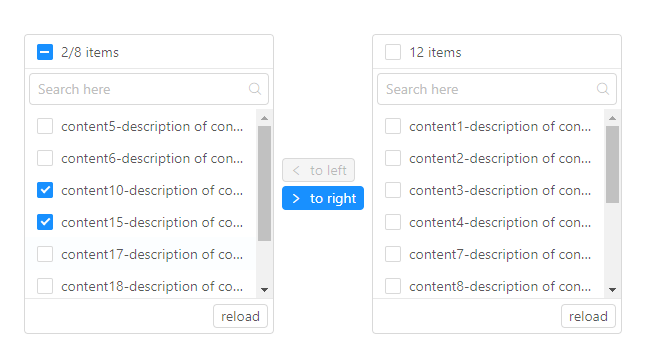 2/8 items
Search here
content5-description of con...
content6-description of con...
content10-description of co...
content15-description of co...
content17-description of co...
content18-description of co...
reload
to left
to right
12 items
Search here
content1-description of con...
content2-description of con...
content3-description of con...
content4-description of con...
content7-description of con...
content8-description of con...
reload